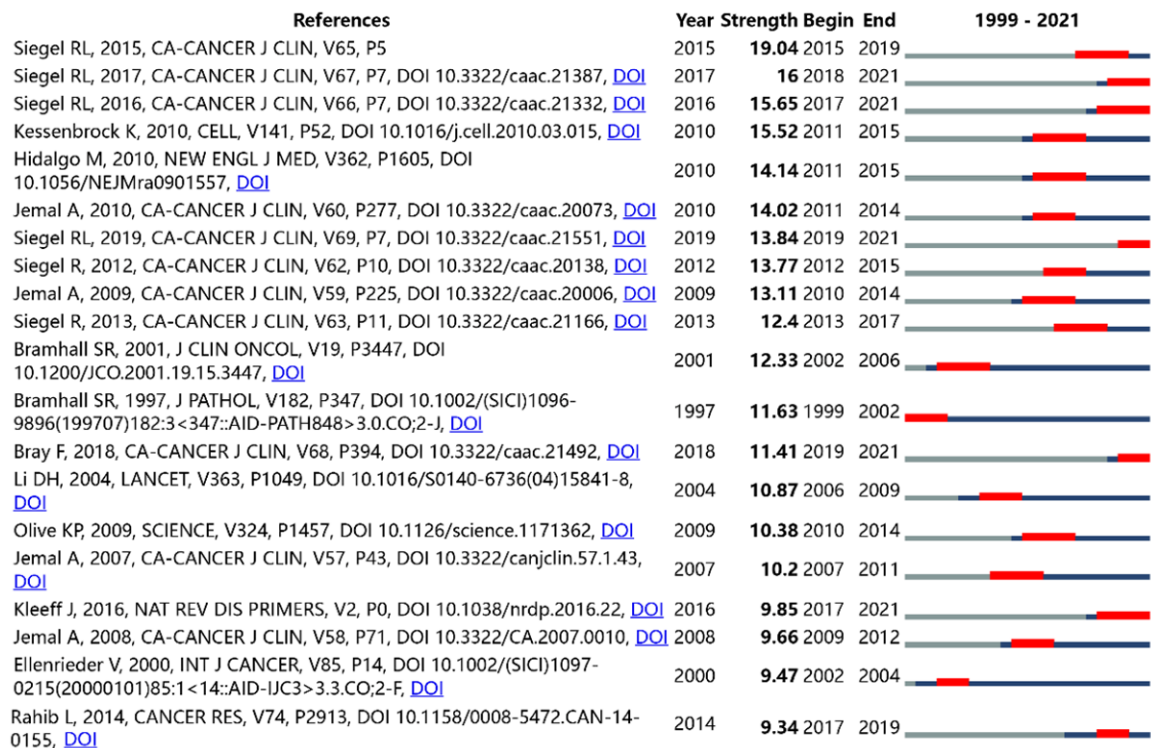 References Year Strength Begin End 1999 - 2021
Siegel RL, 2015, CA-CANCER J CLIN, V65, P5 2015 19.04 2015 2019
Siegel RL, 2017, CA-CANCER J CLIN, V67, P7, DOI 10.3322/caac.21387, DOI 2017 16 2018 2021
Siegel RL, 2016, CA-CANCER J CLIN, V66, P7, DOI 10.3322/caac.21332, DOI 2016 15.65 2017 2021
Kessenbrock K, 2010, CELL, V141, P52, DOI 10.1016/j.cell.2010.03.015, DOI 2010 15.52 2011 2015
Hidalgo M, 2010, NEW ENGL J MED, V362, P1605, DOI
10.1056/NEJMra0901557, DOI 2010 14.14 2011 2015
Jemal A, 2010, CA-CANCER J CLIN, V60, P277, DOI 10.3322/caac.20073, DOI 2010 14.02 2011 2014
Siegel RL, 2019, CA-CANCER J CLIN, V69, P7, DOI 10.3322/caac.21551, DOI 2019 13.84 2019 2021
Siegel R, 2012, CA-CANCER J CLIN, V62, P10, DOI 10.3322/caac.20138, DOI 2012 13.77 2012 2015
Jemal A, 2009, CA-CANCER J CLIN, V59, P225, DOI 10.3322/caac.20006, DOI 2009 13.11 2010 2014
Siegel R, 2013, CA-CANCER J CLIN, V63, P11, DOI 10.3322/caac.21166, DOI 2013 12.4 2013 2017
Bramhall SR, 2001, J CLIN ONCOL, V19, P3447, DOI
10.1200/JCO.2001.19.15.3447, DOI 2001 12.33 2002 2006
Bramhall SR, 1997, J PATHOL, V182, P347, DOI 10.1002/(SICI)1096-
9896(199707)182:3<347::AID-PATH848>3.0.CO;2-J, DOI 1997 11.63 1999 2002
Bray F, 2018, CA-CANCER J CLIN, V68, P394, DOI 10.3322/caac.21492, DOI 2018 11.41 2019 2021
Li DH, 2004, LANCET, V363, P1049, DOI 10.1016/S0140-6736(04)15841-8,
DOI 2004 10.87 2006 2009
Olive KP, 2009, SCIENCE, V324, P1457, DOI 10.1126/science.1171362, DOI 2009 10.38 2010 2014
Jemal A, 2007, CA-CANCER J CLIN, V57, P43, DOI 10.3322/canjclin.57.1.43,
DOI 2007 10.2 2007 2011
Kleeff J, 2016, NAT REV DIS PRIMERS, V2, P0, DOI 10.1038/nrdp.2016.22, DOI 2016 9.85 2017 2021
Jemal A, 2008, CA-CANCER J CLIN, V58, P71, DOI 10.3322/CA.2007.0010, DOI 2008 9.66 2009 2012
Ellenrieder V, 2000, INT J CANCER, V85, P14, DOI 10.1002/(SICI)1097-
0215(20000101)85:1<14::AID-IJC3>3.3.CO;2-F, DOI 2000 9.47 2002 2004
Rahib L, 2014, CANCER RES, V74, P2913, DOI 10.1158/0008-5472.CAN-14-
0155, DOI 2014 9.34 2017 2019